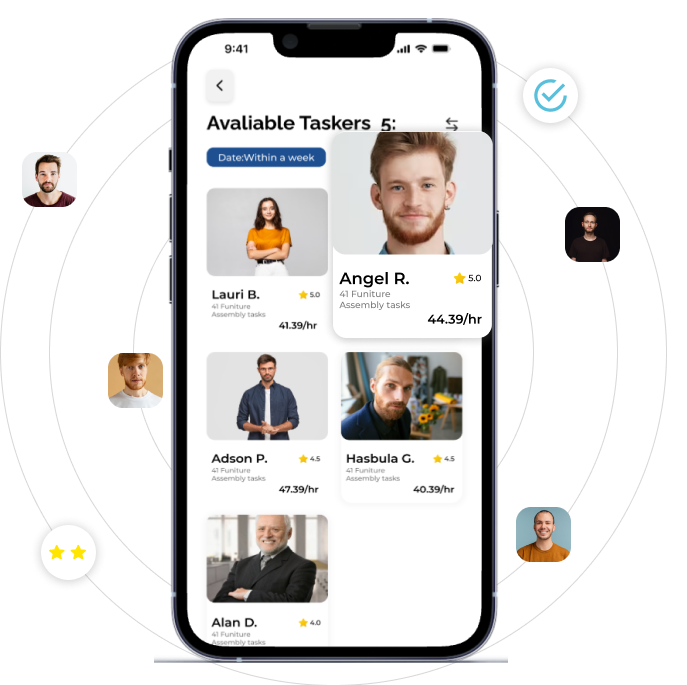 9:41
Avaliable Taskers 5:
Date:Within a week
Lauri B. 5.0
41 Funiture
Assembly tasks
41.39/hr
Angel R. 5.0
41 Funiture
Assembly tasks
44.39/hr
Adson P. 4.5
41 Funiture
Assembly tasks
47.39/hr
Hasbula G. 4.5
41 Funiture
Assembly tasks
40.39/hr
Alan D. 4.0
41 Funiture
Assembly tasks